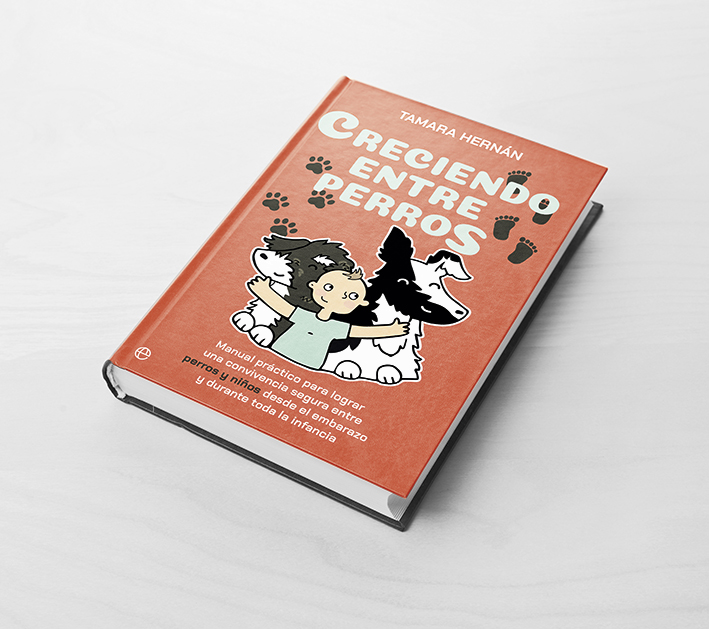 TAMARA HERNÁN
CRECIENDO
ENTRE
PERROS
Manual práctico para lograr
una convivencia segura entre
perros y niños desde el embarazo
y durante toda la infancia